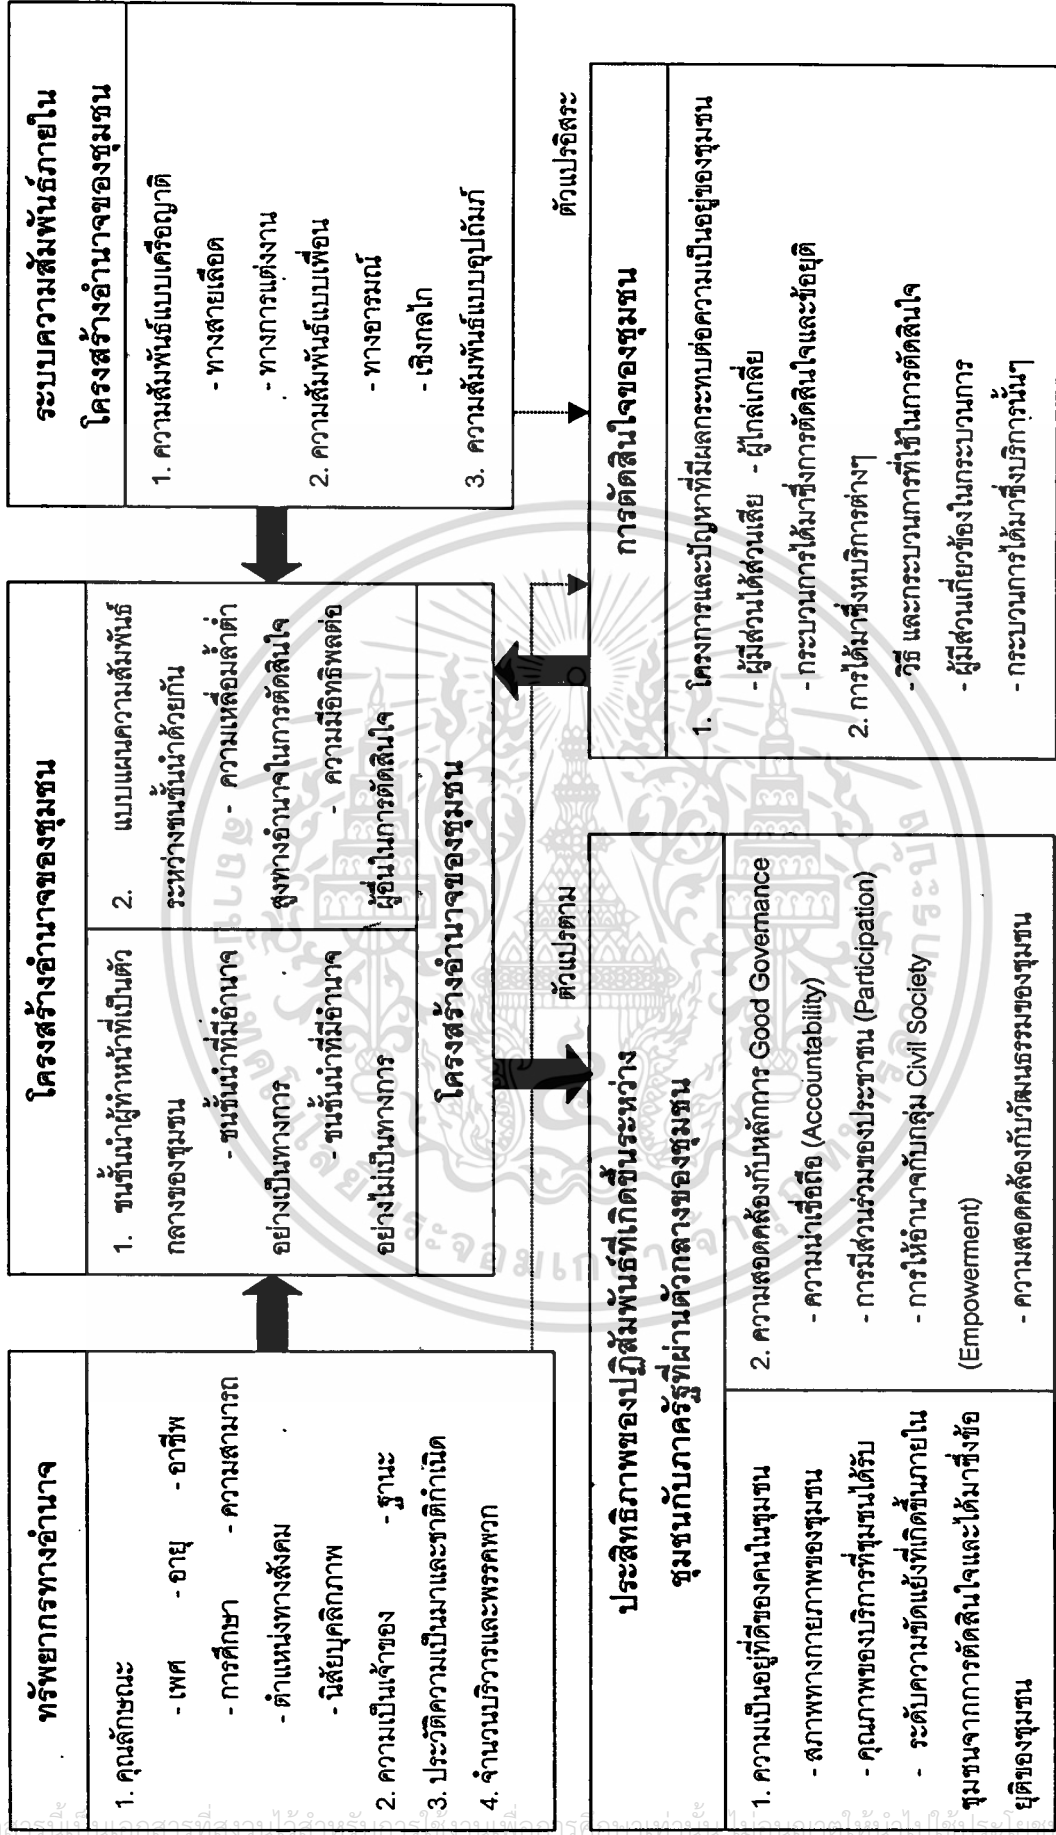 ทรัพยากรทางอำนาจ
1. คุณลักษณะ
- เพศ - อายุ - อาชีพ
- การศึกษา - ความสามารถ
- ตำแหน่งทางสังคม
- นิสัยบุคลิกภาพ
2. ความเป็นเจ้าของ - ฐานะ
3. ประวัติความเป็นมาและชาติกำเนิด
4. จำนวนบริวารและพรรคพวก
โครงสร้างอำนาจของชุมชน
1. ชนชั้นนำผู้ทำหน้าที่เป็นตัว
กลางของชุมชน
- ชนชั้นนำที่มีอำนาจ
อย่างเป็นทางการ
- ชนชั้นนำที่มีอำนาจ
อย่างไม่เป็นทางการ
2. แบบแผนความสัมพันธ์
ระหว่างชนชั้นนำด้วยกัน
- ความเหลื่อมล้ำต่ำ
สูงทางอำนาจในการตัดสินใจ
- ความมีอิทธิพลต่อ
ผู้อื่นในการตัดสินใจ
โครงสร้างอำนาจของชุมชน
ระบบความสัมพันธ์ภายใน
โครงสร้างอำนาจของชุมชน
1. ความสัมพันธ์แบบเครือญาติ
- ทางสายเลือด
- ทางการแต่งงาน
2. ความสัมพันธ์แบบเพื่อน
- ทางอารมณ์
- เชิงกลไก
3. ความสัมพันธ์แบบอุปถัมภ์
ตัวแปรอิสระ
ตัวแปรตาม
ประสิทธิภาพของปฏิสัมพันธ์ที่เกิดขึ้นระหว่าง
ชุมชนกับภาครัฐที่ผ่านตัวกลางของชุมชน
1. ความเป็นอยู่ที่ดีของคนในชุมชน
- สภาพทางกายภาพของชุมชน
- คุณภาพของบริการที่ชุมชนได้รับ
- ระดับความขัดแย้งที่เกิดขึ้นภายใน
ชุมชนจากการตัดสินใจและได้มาซึ่งข้อ
ยุติของชุมชน
2. ความสอดคล้องกับหลักการ Good Governance
- ความน่าเชื่อถือ (Accountability)
- การมีส่วนร่วมของประชาชน (Participation)
- การให้อำนาจกับกลุ่ม Civil Society
(Empowerment)
- ความสอดคล้องกับวัฒนธรรมของชุมชน
การตัดสินใจของชุมชน
1. โครงการและปัญหาที่มีผลกระทบต่อความเป็นอยู่ของชุมชน
- ผู้มีส่วนได้ส่วนเสีย - ผู้ไกล่เกลี่ย
- กระบวนการได้มาซึ่งการตัดสินใจและข้อยุติ
2. การได้มาซึ่งหบริการต่างๆ
- วิธี และกระบวนการที่ใช้ในการตัดสินใจ
- ผู้มีส่วนเกี่ยวข้องในกระบวนการ
- กระบวนการได้มาซึ่งบริการนั้นๆ